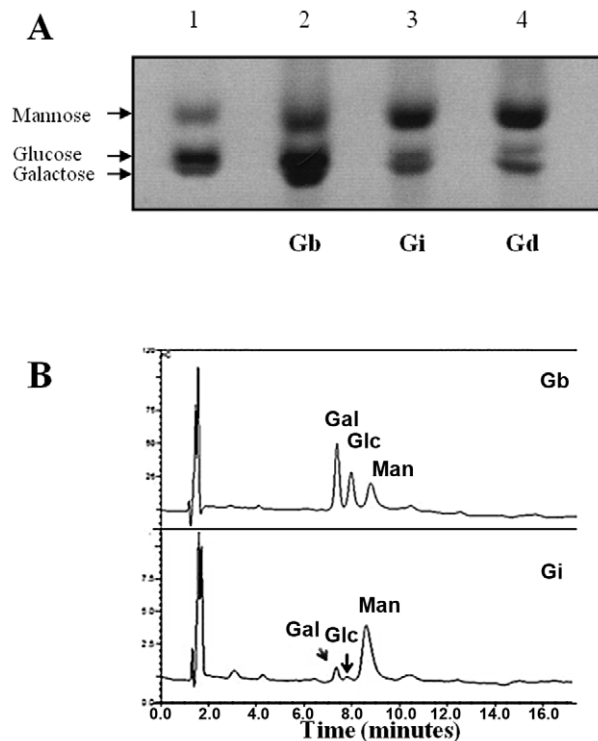 A 1 2 3 4
Mannose
Glucose
Galactose
Gb Gi Gd
B
Gb
Gal
Glc
Man
75
50
25
Gi
Man
Gal Glc
7.5
5.0
2.5
0.0 2.0 4.0 6.0 8.0 10.0 12.0 14.0 16.0
Time (minutes)